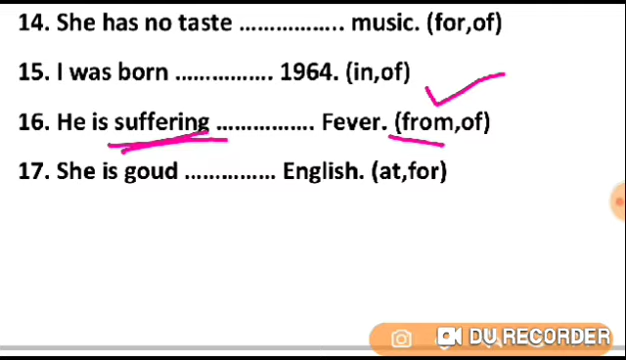 14. She has no taste ................... music. (for,of)
15. I was born ............... 1964. (in,of)
16. He is suffering ............... Fever. (from,of)
17. She is goud .............. English. (at,for)
DU RECORDER